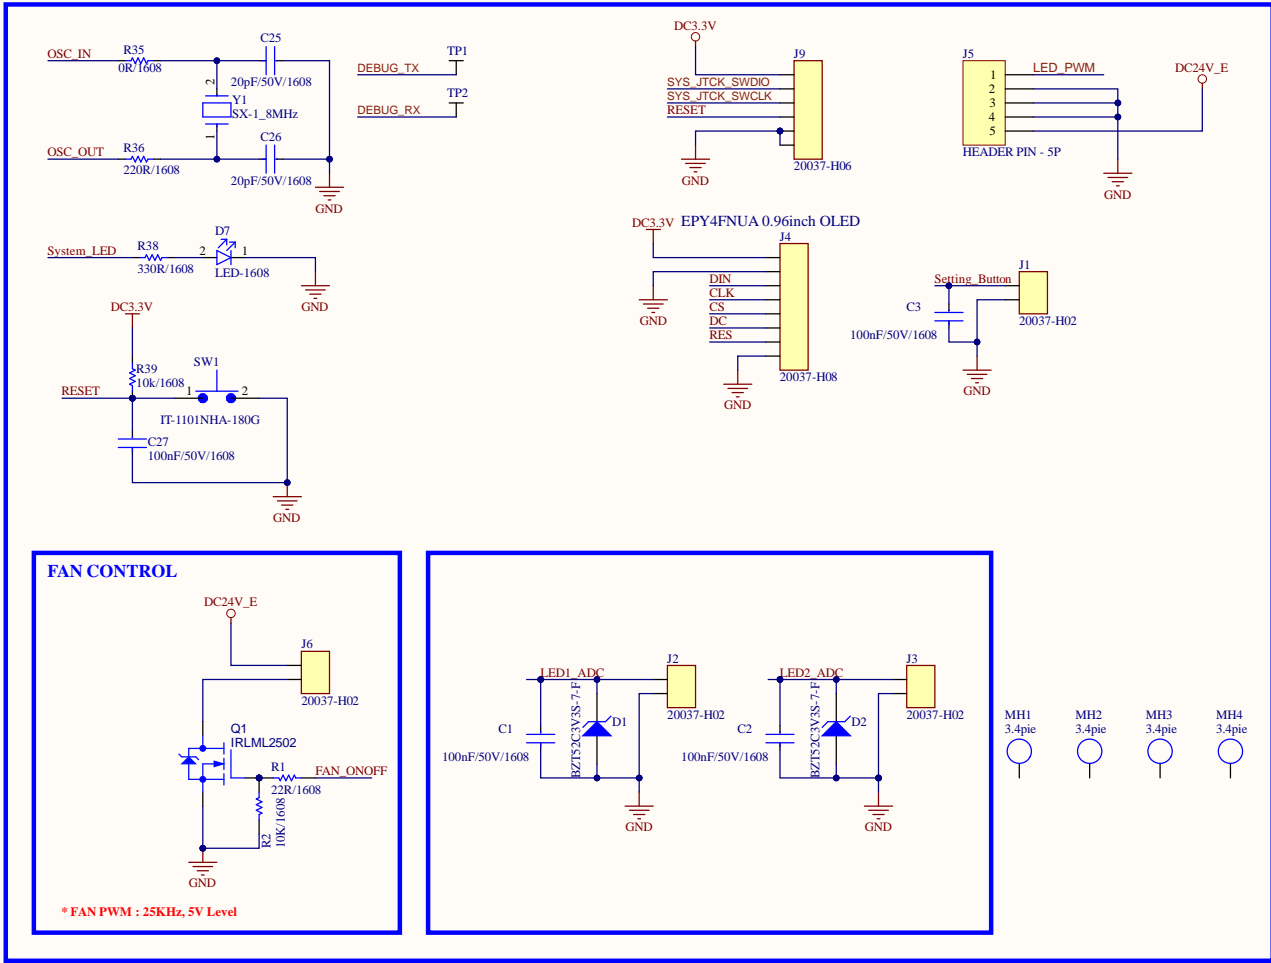 OSC_IN
R35
0R/1608
C25
20pF/50V/1608
2
Y1
SX-1_8MHz
1
OSC_OUT
R36
220R/1608
C26
20pF/50V/1608
GND
DEBUG_TX
TP1
DEBUG_RX
TP2
DC3.3V
J9
SYS_JTCK_SWDIO
SYS_JTCK_SWCLK
RESET
20037-H06
GND
J5
1
2
3
4
5
LED_PWM
DC24V_E
HEADER PIN - 5P
GND
System_LED
R38
330R/1608
2
D7
1
LED-1608
GND
DC3.3V
EPY4FNUA 0.96inch OLED
J4
DIN
CLK
CS
DC
RES
GND
20037-H08
GND
Setting_Button
J1
C3
100nF/50V/1608
20037-H02
GND
DC3.3V
R39
10k/1608
RESET
SW1
1
2
IT-1101NHA-180G
C27
100nF/50V/1608
GND
FAN CONTROL
DC24V_E
J6
20037-H02
Q1
IRLML2502
R1
22R/1608
FAN_ONOFF
R2
10K/1608
GND
* FAN PWM : 25KHz, 5V Level
LED1_ADC
J2
20037-H02
C1
100nF/50V/1608
BZT52C3V3S-7-F
D1
GND
LED2_ADC
J3
20037-H02
C2
100nF/50V/1608
BZT52C3V3S-7-F
D2
GND
MH1
3.4pie
MH2
3.4pie
MH3
3.4pie
MH4
3.4pie